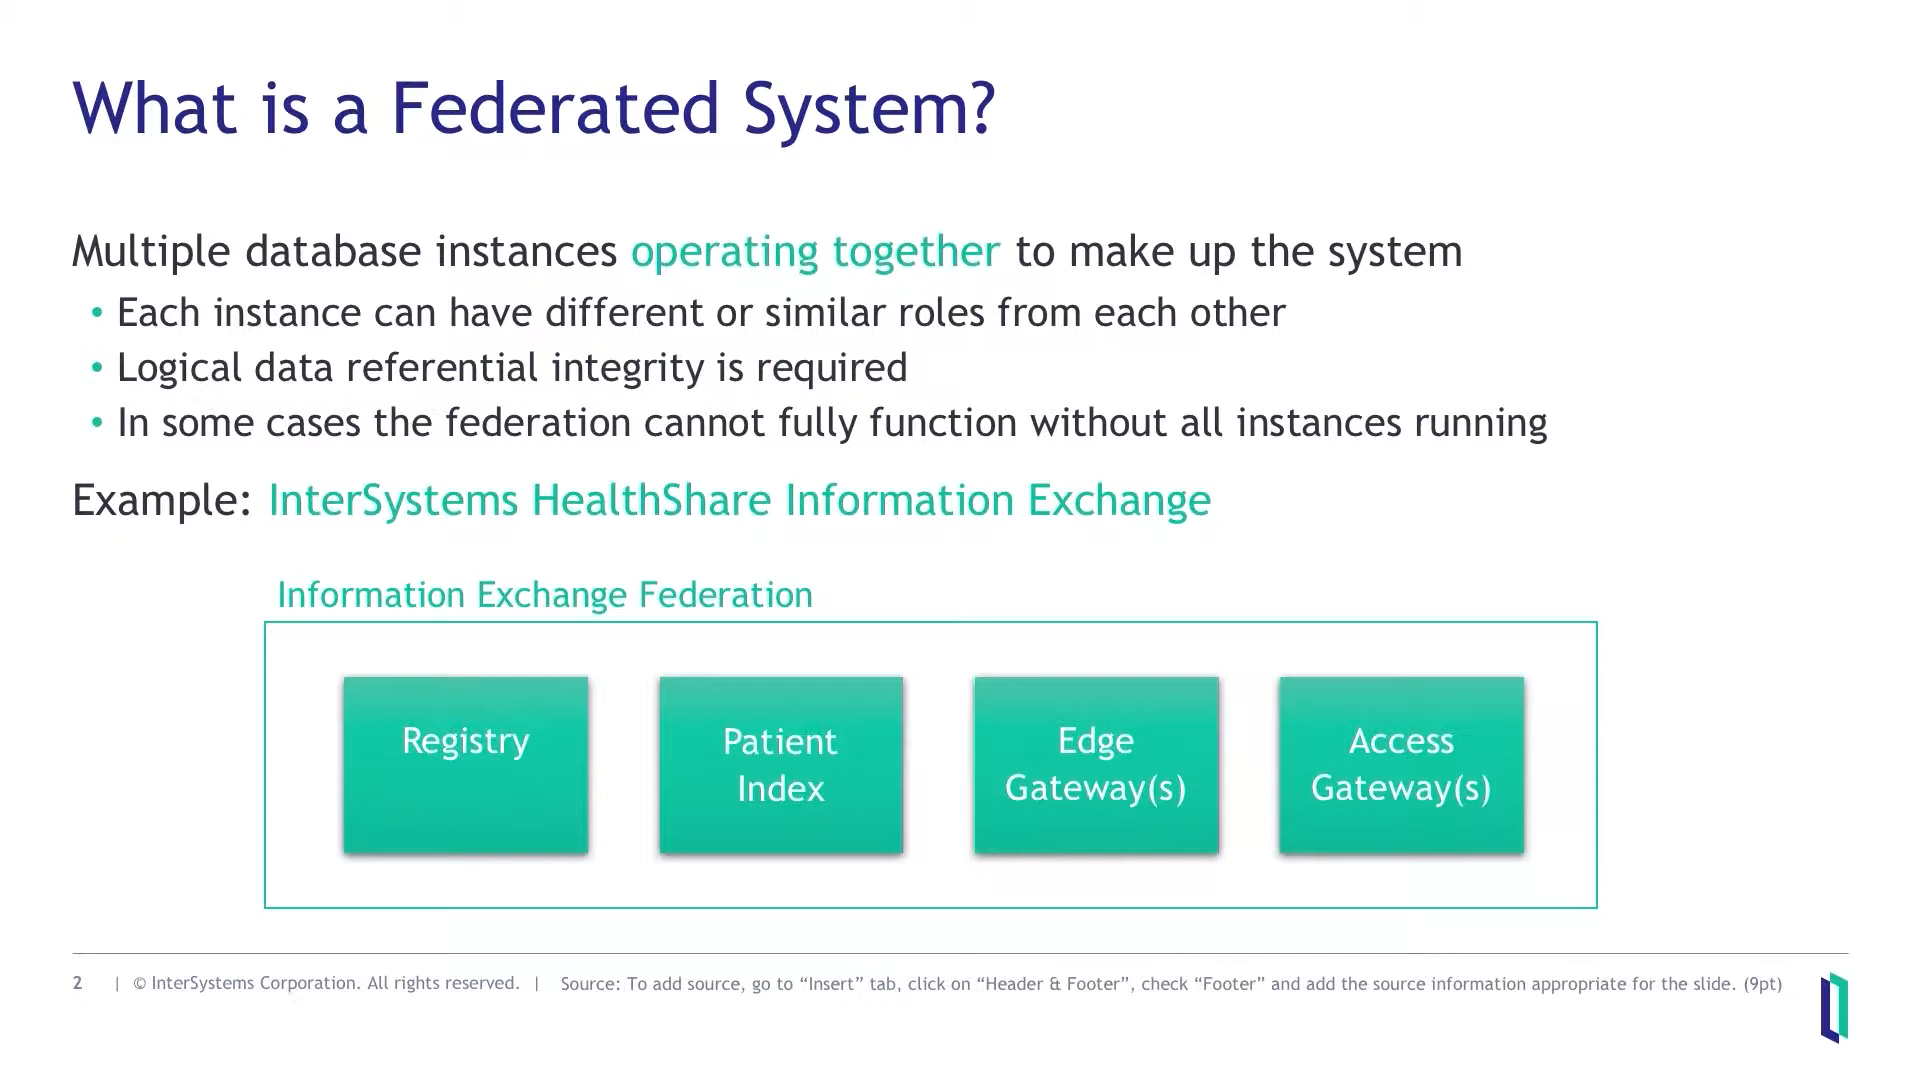 What is a Federated System?
Multiple database instances operating together to make up the system
• Each instance can have different or similar roles from each other
• Logical data referential integrity is required
• In some cases the federation cannot fully function without all instances running
Example: InterSystems HealthShare Information Exchange
Information Exchange Federation
Registry
Patient
Index
Edge
Gateway(s)
Access
Gateway(s)
2 | © InterSystems Corporation. All rights reserved. | Source: To add source, go to “Insert” tab, click on “Header & Footer”, check “Footer” and add the source information appropriate for the slide. (9pt)